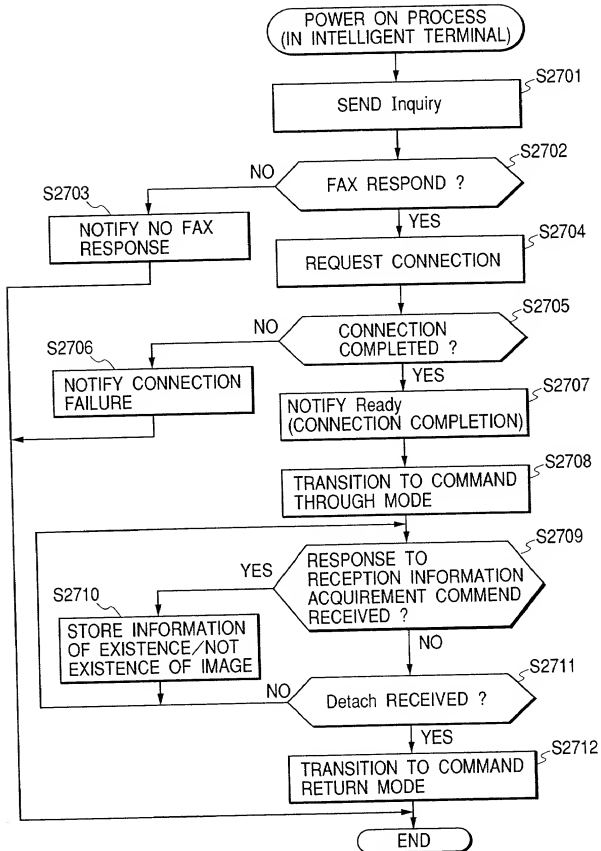 POWER ON PROCESS
(IN INTELLIGENT TERMINAL)
S2701
SEND Inquiry
S2702
NO
FAX RESPOND ?
S2703
YES
NOTIFY NO FAX
RESPONSE
S2704
REQUEST CONNECTION
S2705
NO
CONNECTION
COMPLETED ?
S2706
YES
NOTIFY CONNECTION
FAILURE
S2707
NOTIFY Ready
(CONNECTION COMPLETION)
S2708
TRANSITION TO COMMAND
THROUGH MODE
S2709
YES
RESPONSE TO
RECEPTION INFORMATION
ACQUIREMENT COMMEND
RECEIVED ?
S2710
NO
STORE INFORMATION
OF EXISTENCE/NOT
EXISTENCE OF IMAGE
S2711
NO
Detach RECEIVED ?
YES
S2712
TRANSITION TO COMMAND
RETURN MODE
END